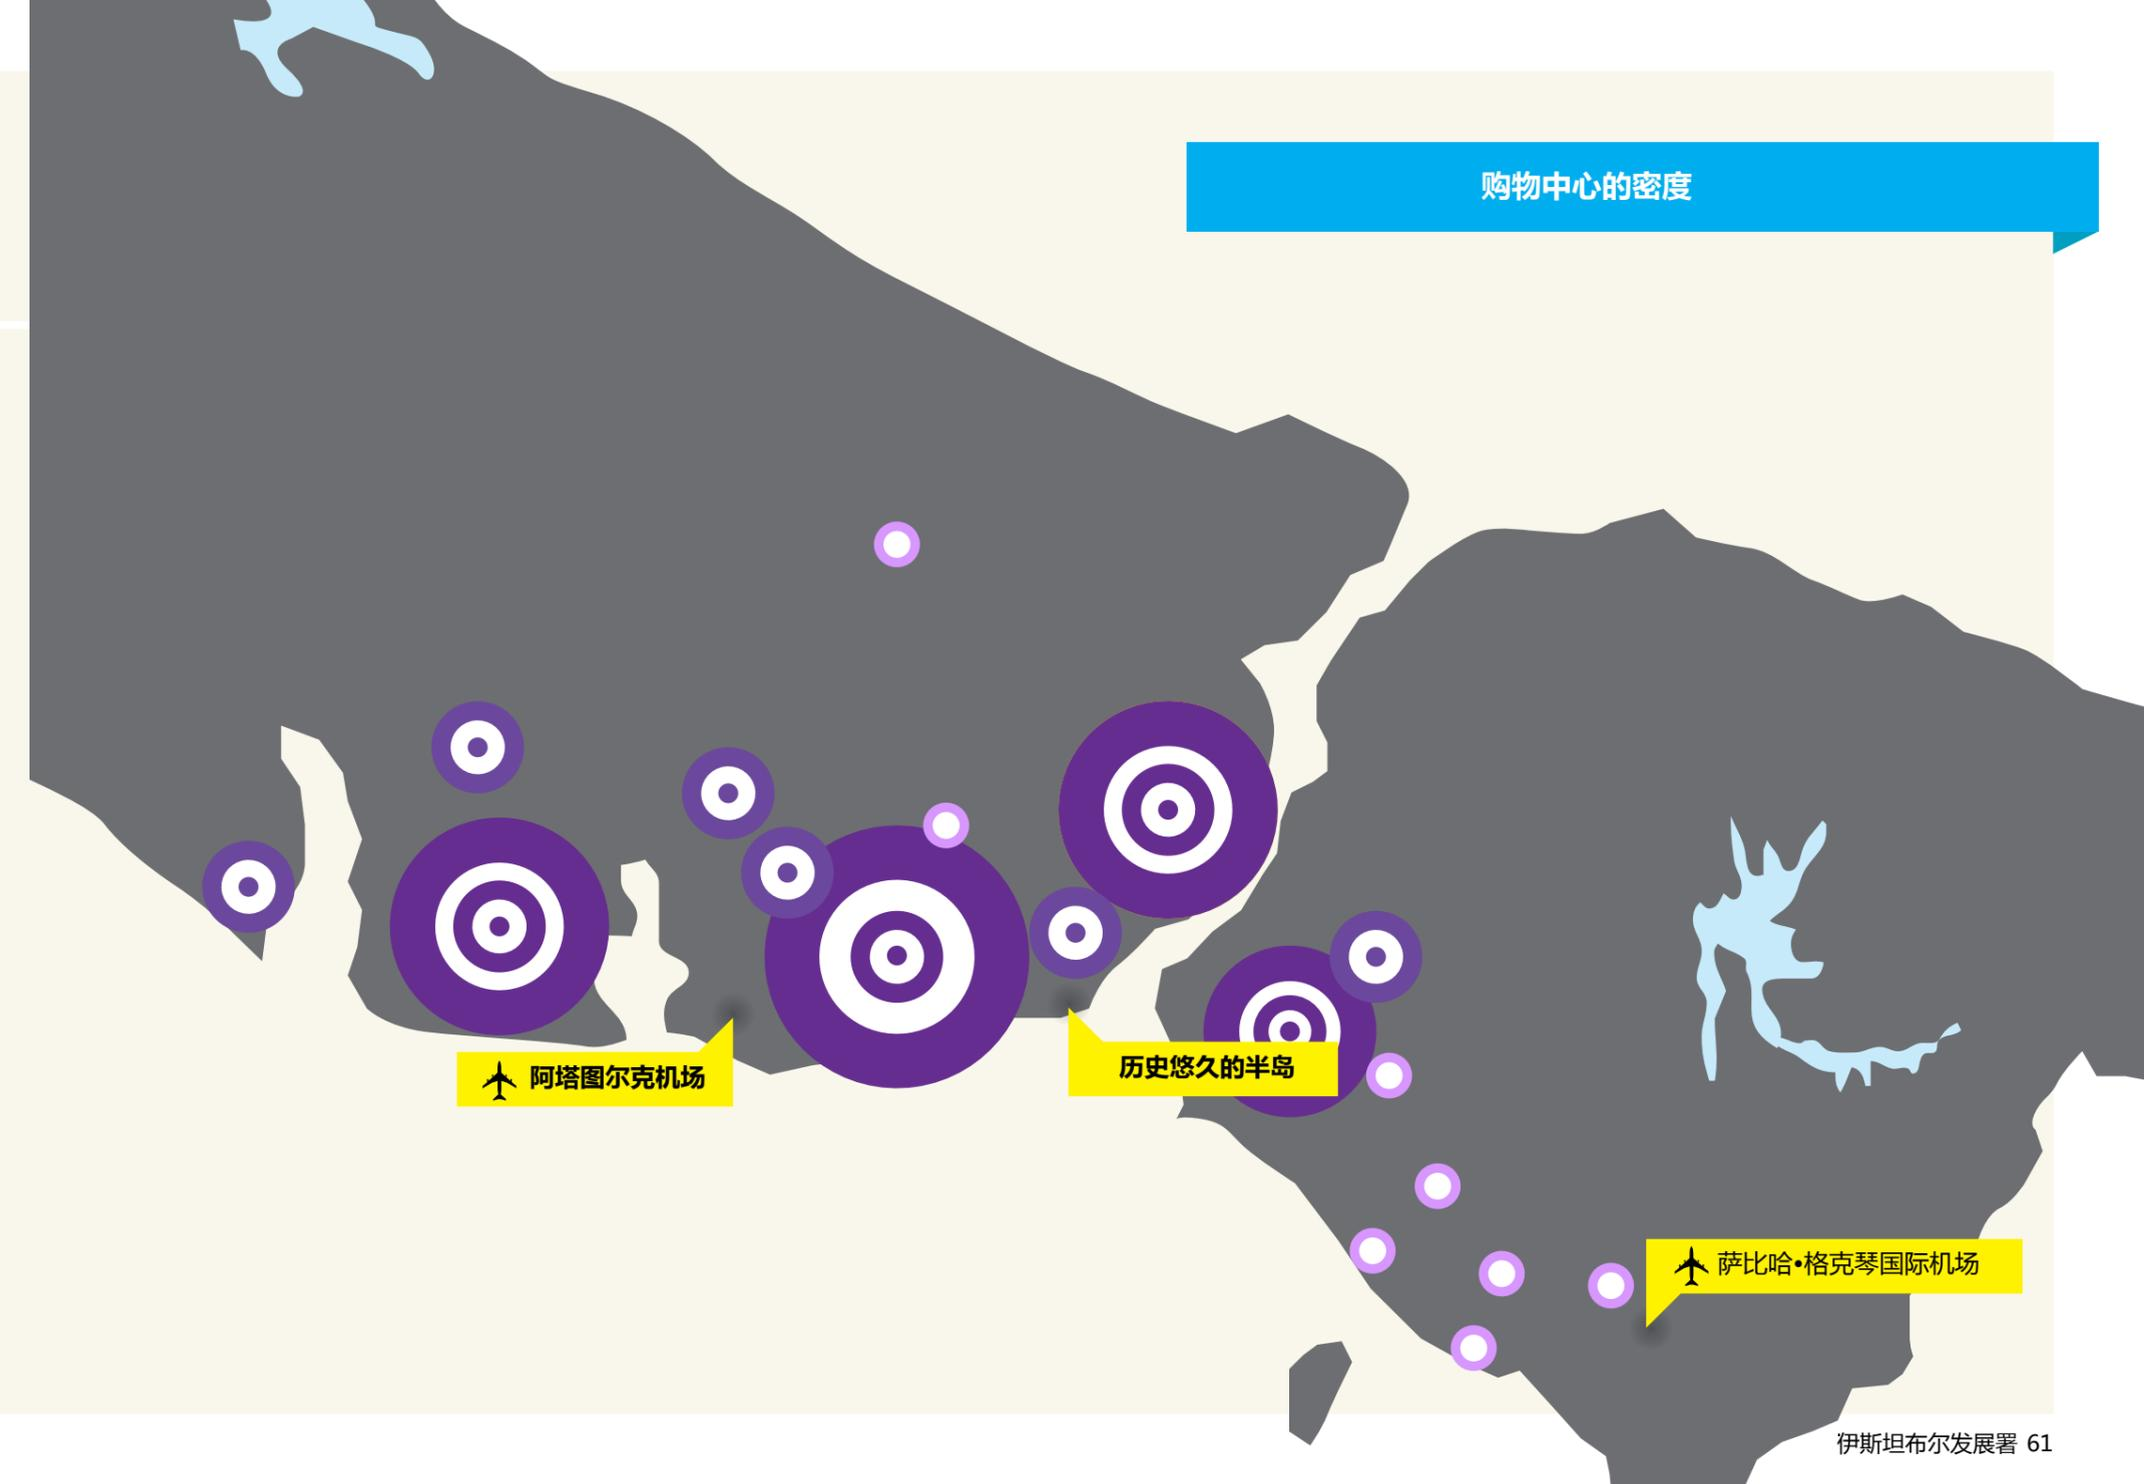 购物中心的密度
阿塔图尔克机场
历史悠久的半岛
萨比哈•格克琴国际机场
伊斯坦布尔发展署 61